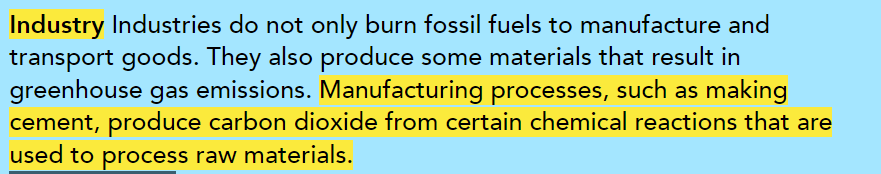 Industry Industries do not only burn fossil fuels to manufacture and
transport goods. They also produce some materials that result in
greenhouse gas emissions. Manufacturing processes, such as making
cement, produce carbon dioxide from certain chemical reactions that are
used to process raw materials.